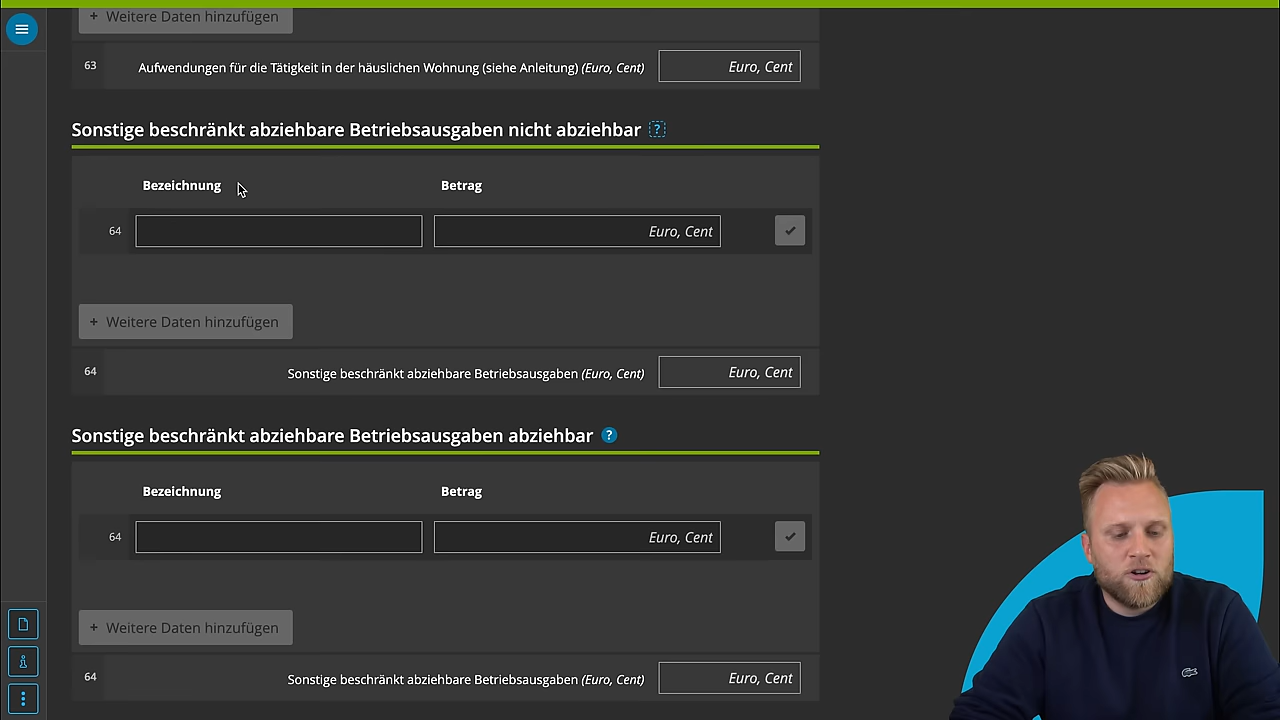 + Weitere Daten hinzufügen
63 Aufwendungen für die Tätigkeit in der häuslichen Wohnung (siehe Anleitung) (Euro, Cent) Euro, Cent
Sonstige beschränkt abziehbare Betriebsausgaben nicht abziehbar ?
Bezeichnung Betrag
64 Euro, Cent
+ Weitere Daten hinzufügen
64 Sonstige beschränkt abziehbare Betriebsausgaben (Euro, Cent) Euro, Cent
Sonstige beschränkt abziehbare Betriebsausgaben abziehbar ?
Bezeichnung Betrag
64 Euro, Cent
+ Weitere Daten hinzufügen
64 Sonstige beschränkt abziehbare Betriebsausgaben (Euro, Cent) Euro, Cent